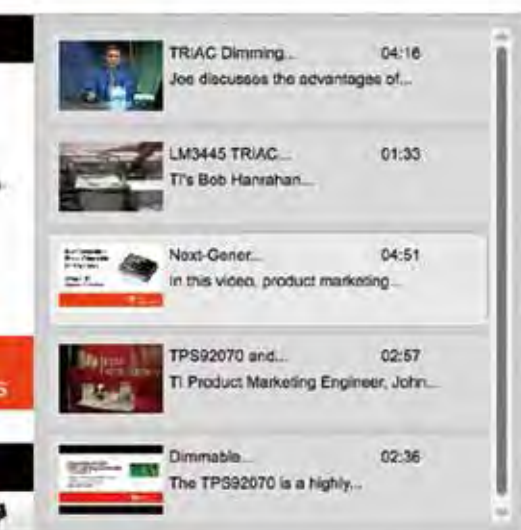 TRIAC Dimming... 04:16
Joe discusses the advantages of...
LM3445 TRIAC... 01:33
TI's Bob Hanrahan...
Next-Gener... 04:51
In this video, product marketing...
TPS92070 and... 02:57
TI Product Marketing Engineer, John...
Dimmable... 02:36
The TPS92070 is a highly...
S